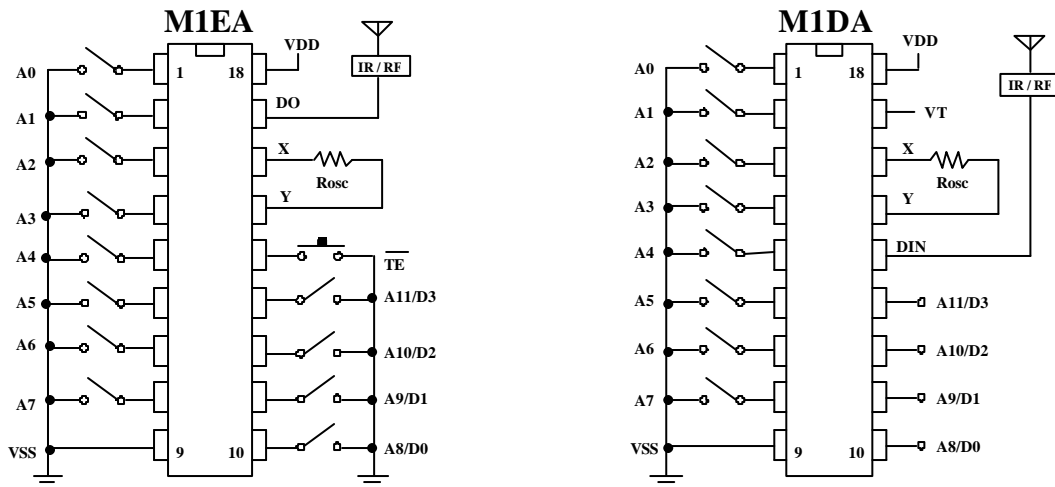 M1EA
VDD
A0
1
18
IR / RF
DO
A1
X
A2
Rosc
Y
A3
A4
TE
A5
A11/D3
A6
A10/D2
A7
A9/D1
VSS
9
10
A8/D0
M1DA
VDD
A0
1
18
IR / RF
A1
VT
X
A2
Rosc
A3
Y
A4
DIN
A5
A11/D3
A6
A10/D2
A7
A9/D1
VSS
9
10
A8/D0